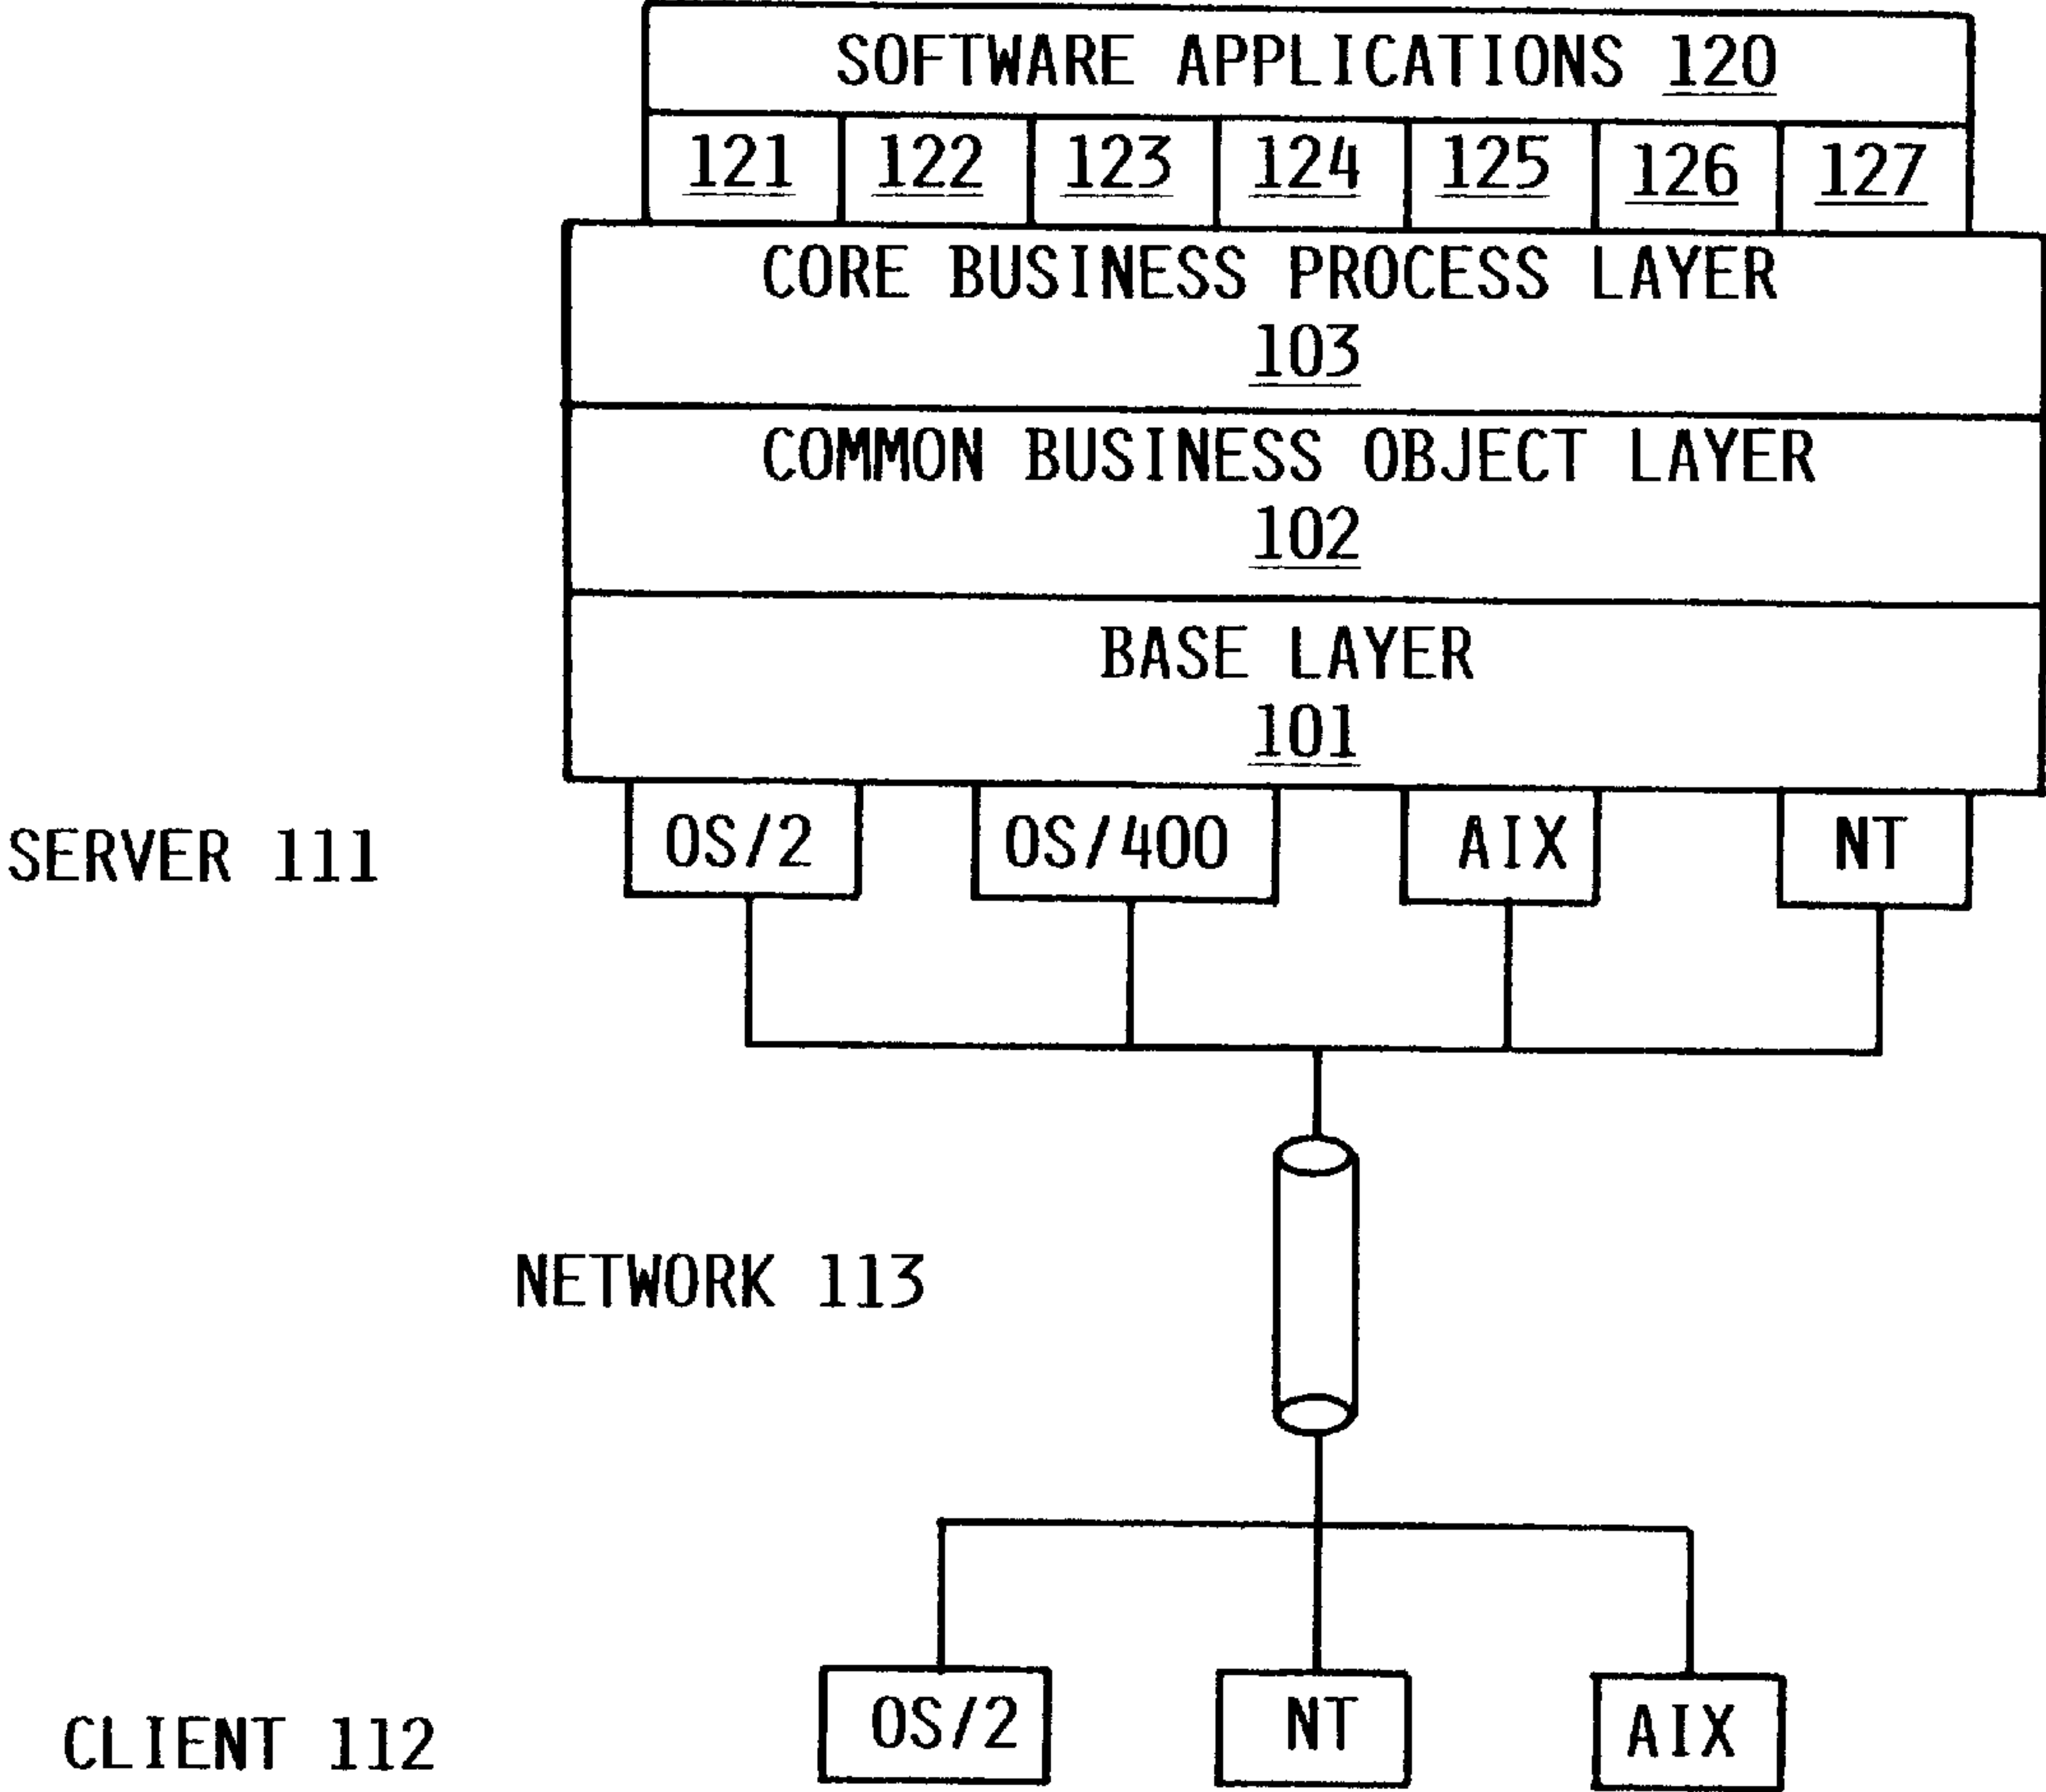 SOFTWARE APPLICATIONS 120
121 122 123 124 125 126 127
CORE BUSINESS PROCESS LAYER
103
COMMON BUSINESS OBJECT LAYER
102
BASE LAYER
101
SERVER 111 OS/2 OS/400 AIX NT
NETWORK 113
CLIENT 112 OS/2 NT AIX